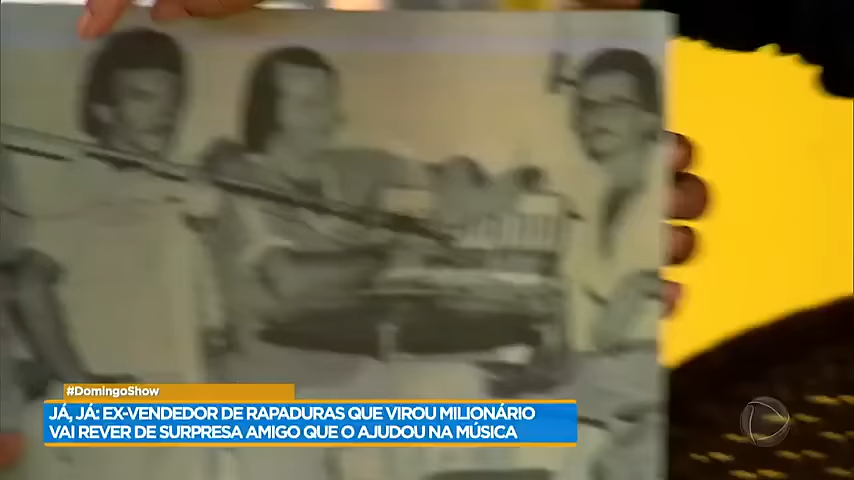 #DomingoShow
JÁ, JÁ: EX-VENDEDOR DE RAPADURAS QUE VIROU MILIONÁRIO
VAI REVER DE SURPRESA AMIGO QUE O AJUDOU NA MÚSICA